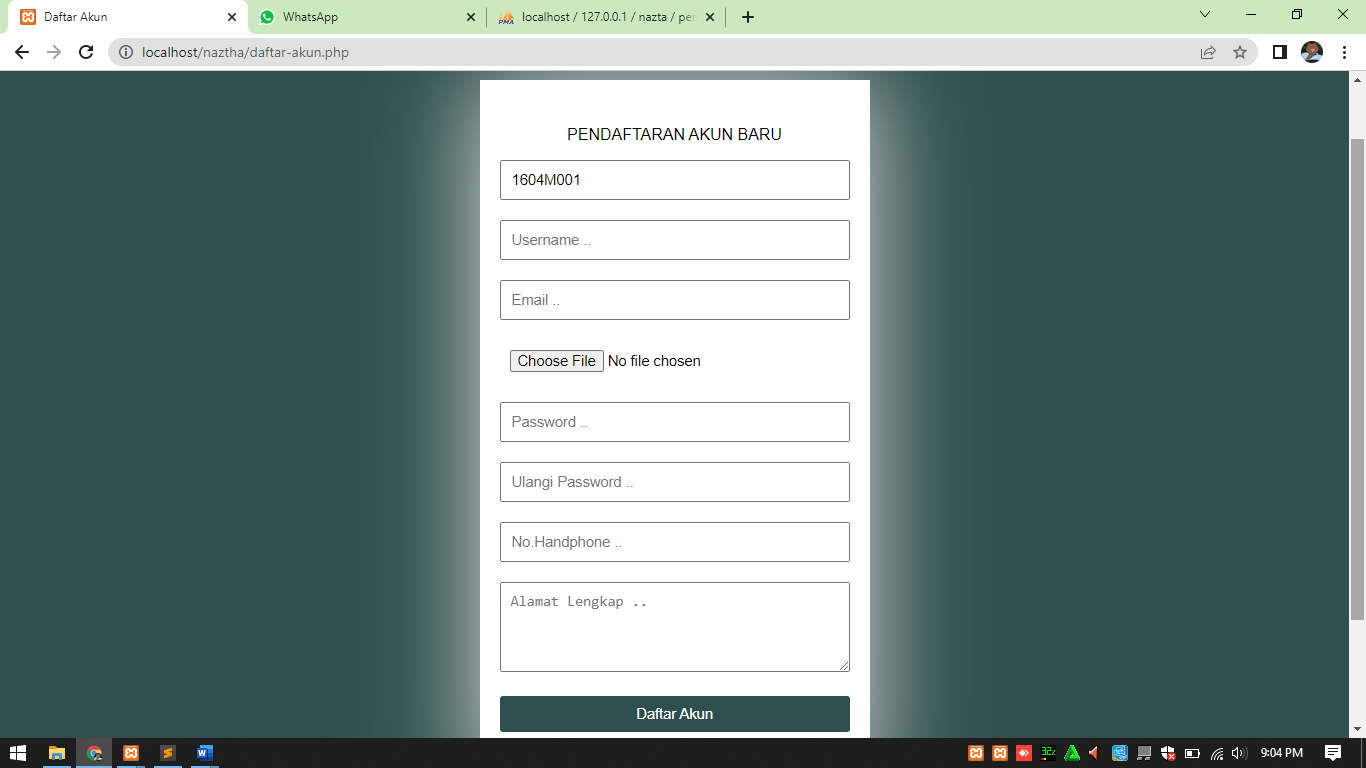 Daftar Akun
WhatsApp
localhost / 127.0.0.1 / nazta / per
localhost/naztha/daftar-akun.php
PENDAFTARAN AKUN BARU
1604M001
Username ..
Email ..
Choose File No file chosen
Password ..
Ulangi Password ..
No.Handphone ..
Alamat Lengkap ..
Daftar Akun
9:04 PM